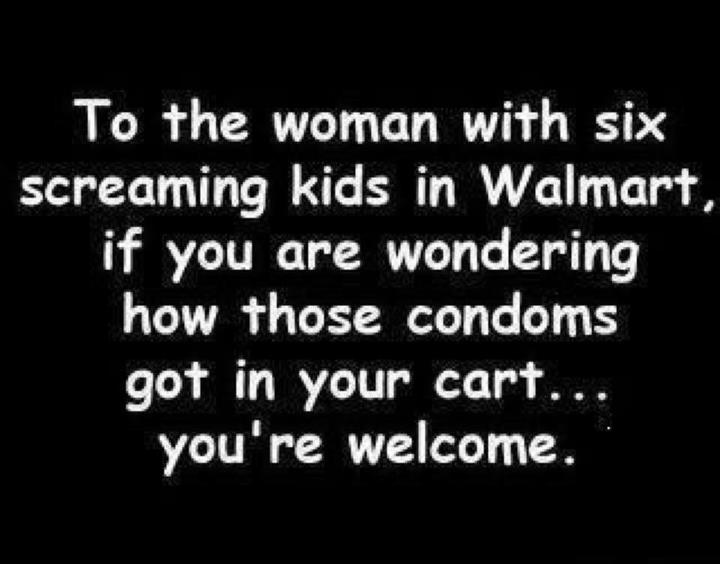 To the woman with six
screaming kids in Walmart,
if you are wondering
how those condoms
got in your cart...
you're welcome.